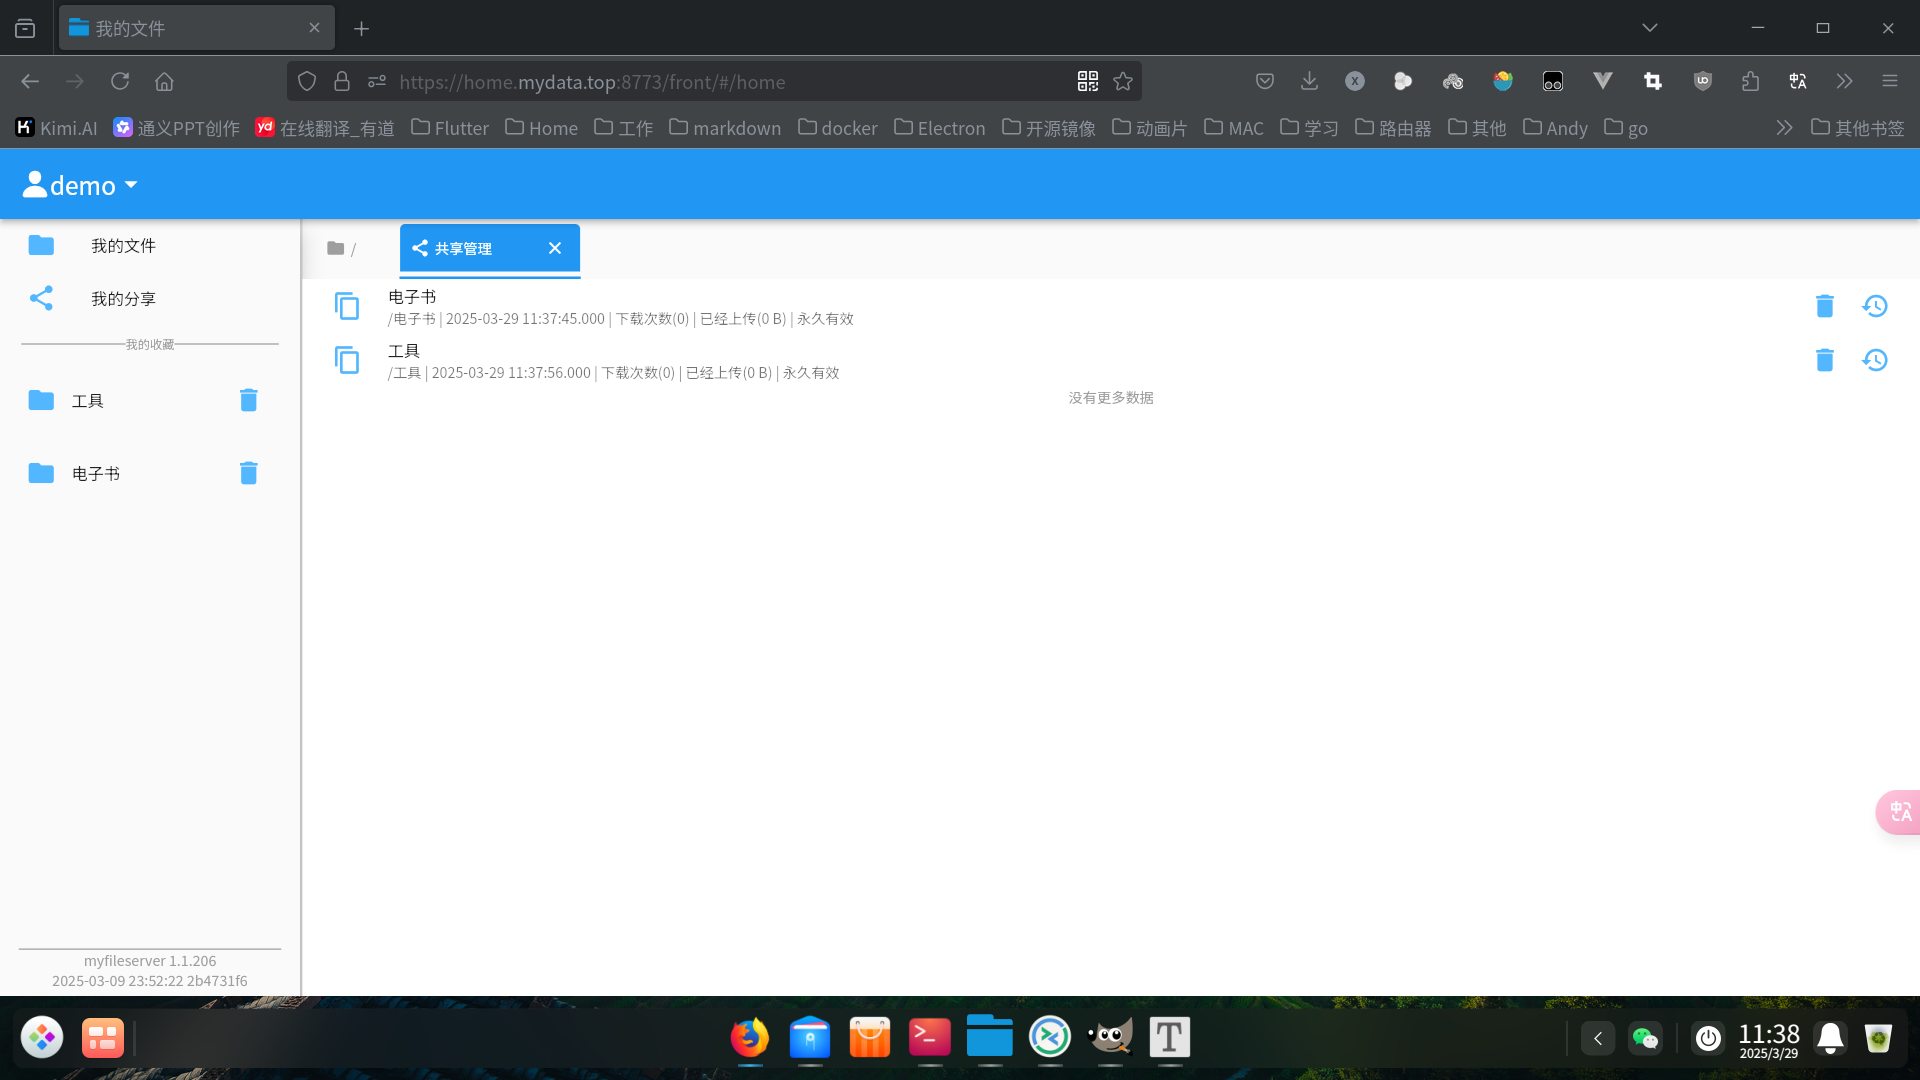 我的文件
https://home.mydata.top:8773/front/#/home
Kimi.AI 通义PPT创作 yd 在线翻译_有道 Flutter Home 工作 markdown docker Electron 开源镜像 动画片 MAC 学习 路由器 其他 Andy go 其他书签
demo
我的文件
我的分享
我的收藏
工具
电子书
myfileserver 1.1.206
2025-03-09 23:52:22 2b4731f6
/ 共享管理
电子书
/电子书 | 2025-03-29 11:37:45.000 | 下载次数(0) | 已经上传(0 B) | 永久有效
工具
/工具 | 2025-03-29 11:37:56.000 | 下载次数(0) | 已经上传(0 B) | 永久有效
没有更多数据
中A
11:38
2025/3/29